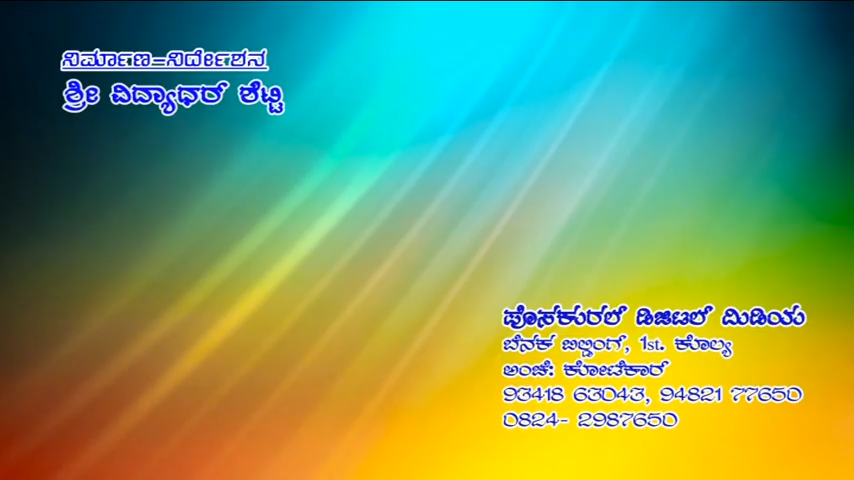 ನಿರ್ಮಾಣ-ನಿರ್ದೇಶನ
ಶ್ರೀ ವಿದ್ಯಾಧರ್ ಶೆಟ್ಟಿ
ಪೊಸಕುರಲ್ ಡಿಜಿಟಲ್ ಮಿಡಿಯ
ಬೆನಕ ಬಿಲ್ಡಿಂಗ್, 1st. ಕೊಲ್ಯ
ಅಂಚೆ: ಕೋಟೆಕಾರ್
93418 63043, 94821 77650
0824- 2987650